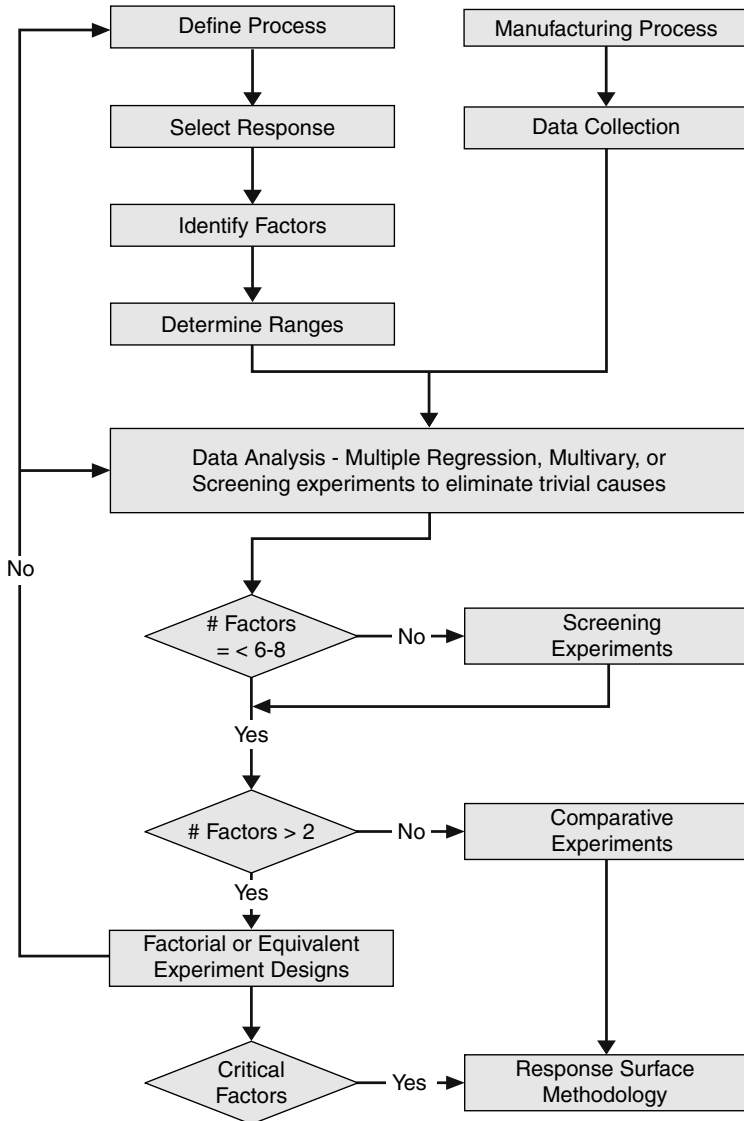 Define Process
Manufacturing Process
Select Response
Data Collection
Identify Factors
Determine Ranges
Data Analysis - Multiple Regression, Multivary, or
Screening experiments to eliminate trivial causes
No
# Factors
= < 6-8
No
Screening
Experiments
Yes
# Factors > 2
No
Comparative
Experiments
Yes
Factorial or Equivalent
Experiment Designs
Critical
Factors
Yes
Response Surface
Methodology